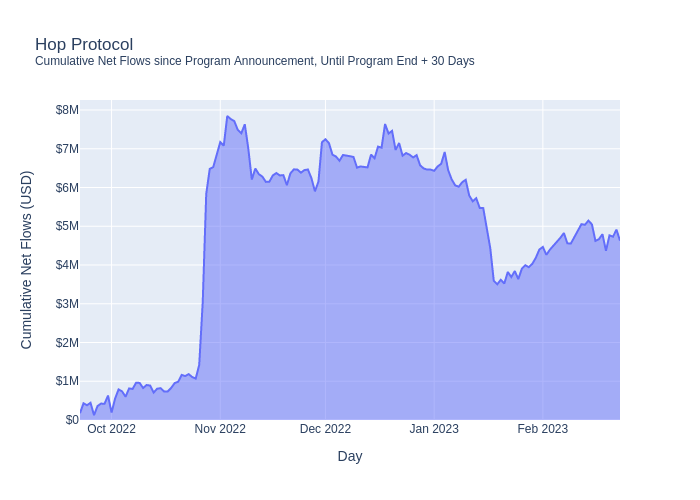 Hop Protocol
Cumulative Net Flows since Program Announcement, Until Program End + 30 Days
Cumulative Net Flows (USD)
$8M
$7M
$6M
$5M
$4M
$3M
$2M
$1M
$0
Oct 2022 Nov 2022 Dec 2022 Jan 2023 Feb 2023
Day